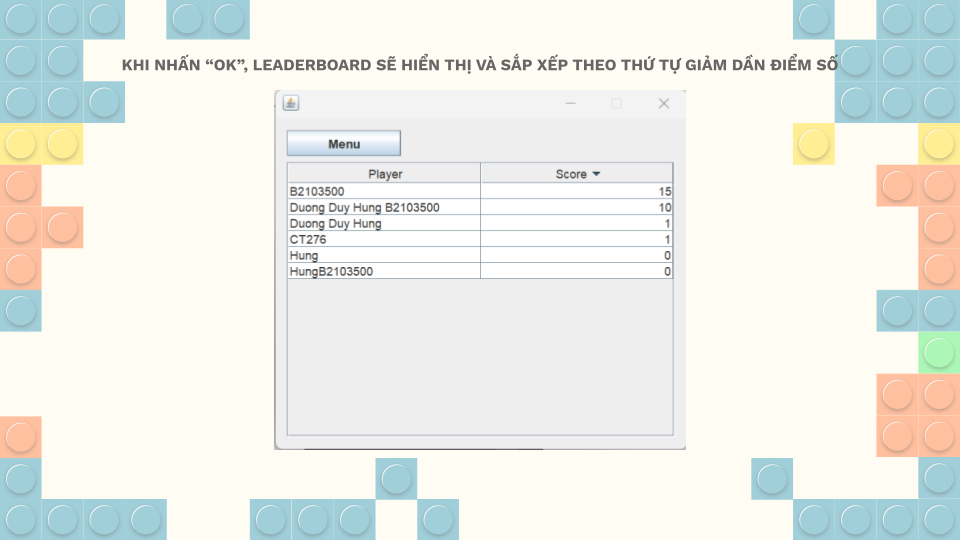 KHI NHẤN “OK”, LEADERBOARD SẼ HIỂN THỊ VÀ SẮP XẾP THEO THỨ TỰ GIẢM DẦN ĐIỂM SỐ
Menu
Player Score
B2103500 15
Duong Duy Hung B2103500 10
Duong Duy Hung 1
CT276 1
Hung 0
HungB2103500 0